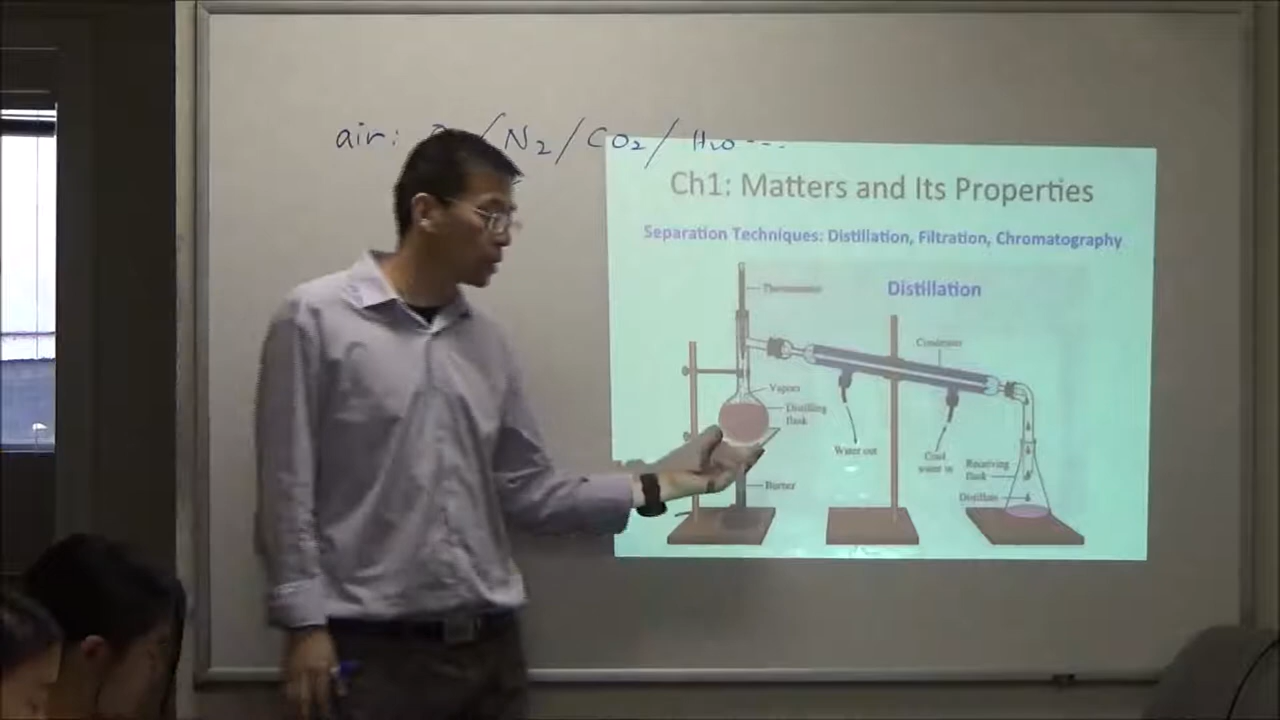 air: /N2/CO2/ H2O ...
Ch1: Matters and Its Properties
Separation Techniques: Distillation, Filtration, Chromatography
Distillation
Thermometer
Condenser
Vapors
Distilling
flask
Water out
Cool
water in
Receiving
flask
Burner
Distillate